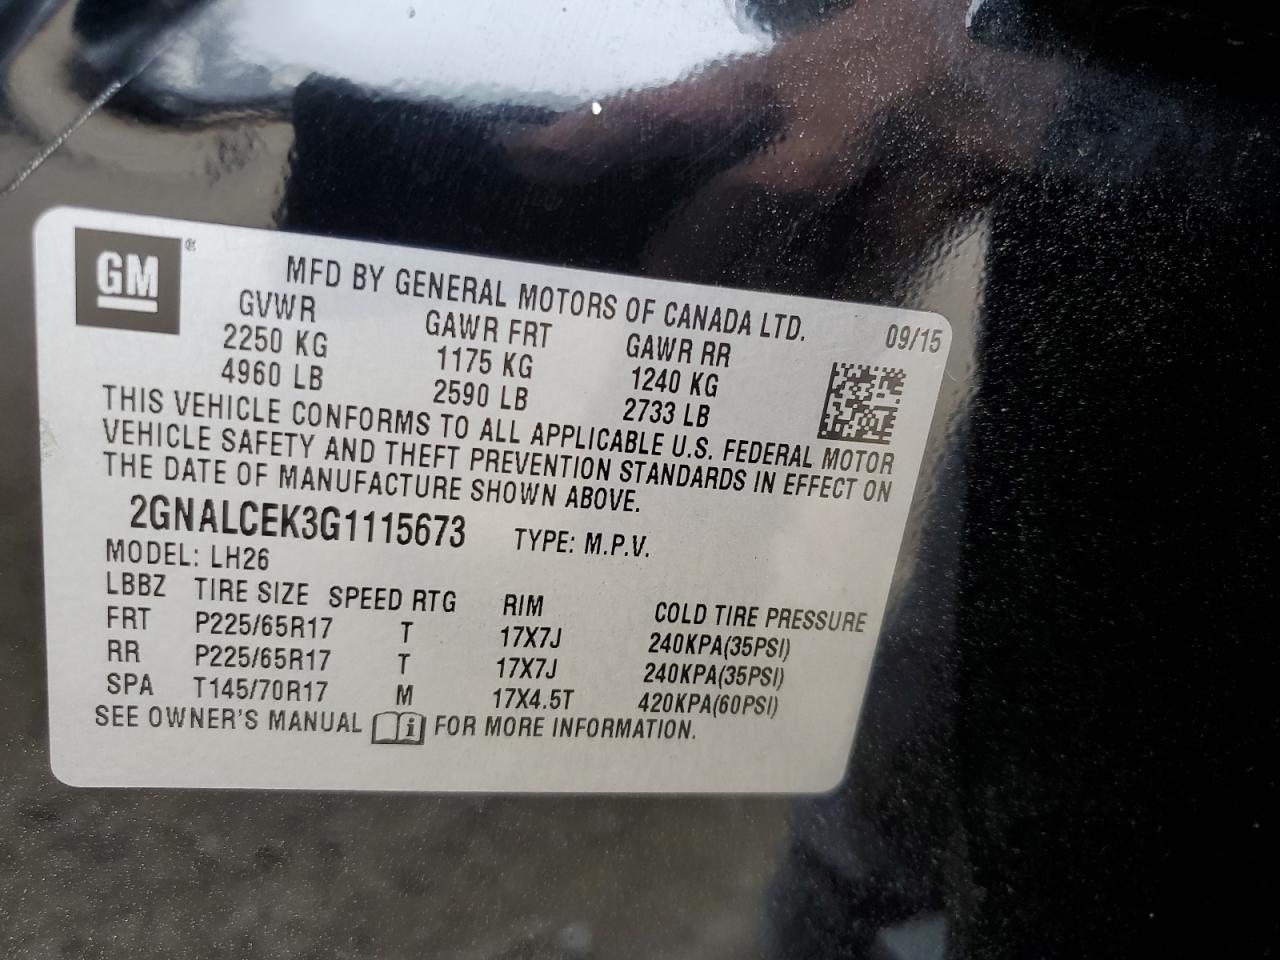 GM ®
MFD BY GENERAL MOTORS OF CANADA LTD. 09/15
GVWR GAWR FRT GAWR RR
2250 KG 1175 KG 1240 KG
4960 LB 2590 LB 2733 LB
THIS VEHICLE CONFORMS TO ALL APPLICABLE U.S. FEDERAL MOTOR
VEHICLE SAFETY AND THEFT PREVENTION STANDARDS IN EFFECT ON
THE DATE OF MANUFACTURE SHOWN ABOVE.
2GNALCEK3G1115673 TYPE: M.P.V.
MODEL: LH26
LBBZ TIRE SIZE SPEED RTG RIM COLD TIRE PRESSURE
FRT P225/65R17 T 17X7J 240KPA(35PSI)
RR P225/65R17 T 17X7J 240KPA(35PSI)
SPA T145/70R17 M 17X4.5T 420KPA(60PSI)
SEE OWNER'S MANUAL i FOR MORE INFORMATION.